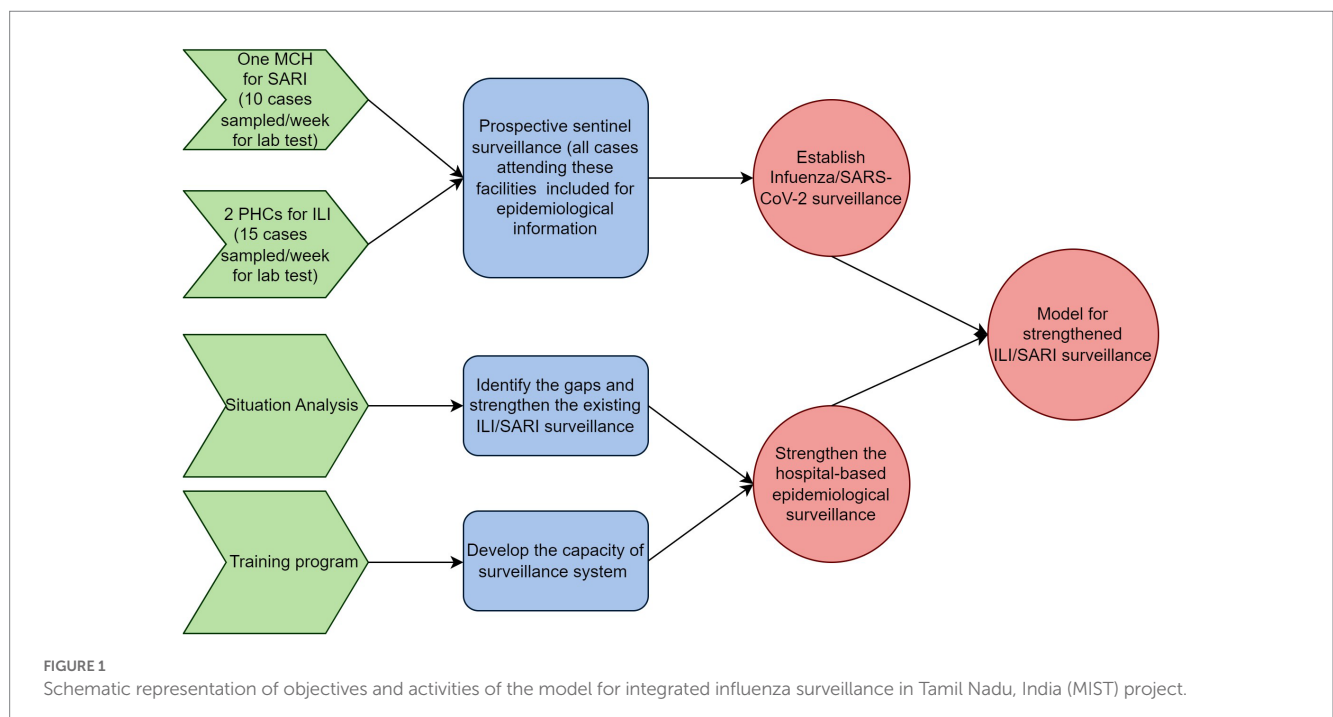 One MCH
for SARI
(10 cases
sampled/week
for lab test)
2 PHCs for ILI
(15 cases
sampled/week
for lab test)
Situation Analysis
Training program
Prospective sentinel
surveillance (all cases
attending these
facilities included for
epidemiological
information
Identify the gaps and
strengthen the existing
ILI/SARI surveillance
Develop the capacity of
surveillance system
Establish
Infuenza/SARS-
CoV-2 surveillance
Strengthen the
hospital-based
epidemiological
surveillance
Model for
strengthened
ILI/SARI surveillance
FIGURE 1
Schematic representation of objectives and activities of the model for integrated influenza surveillance in Tamil Nadu, India (MIST) project.